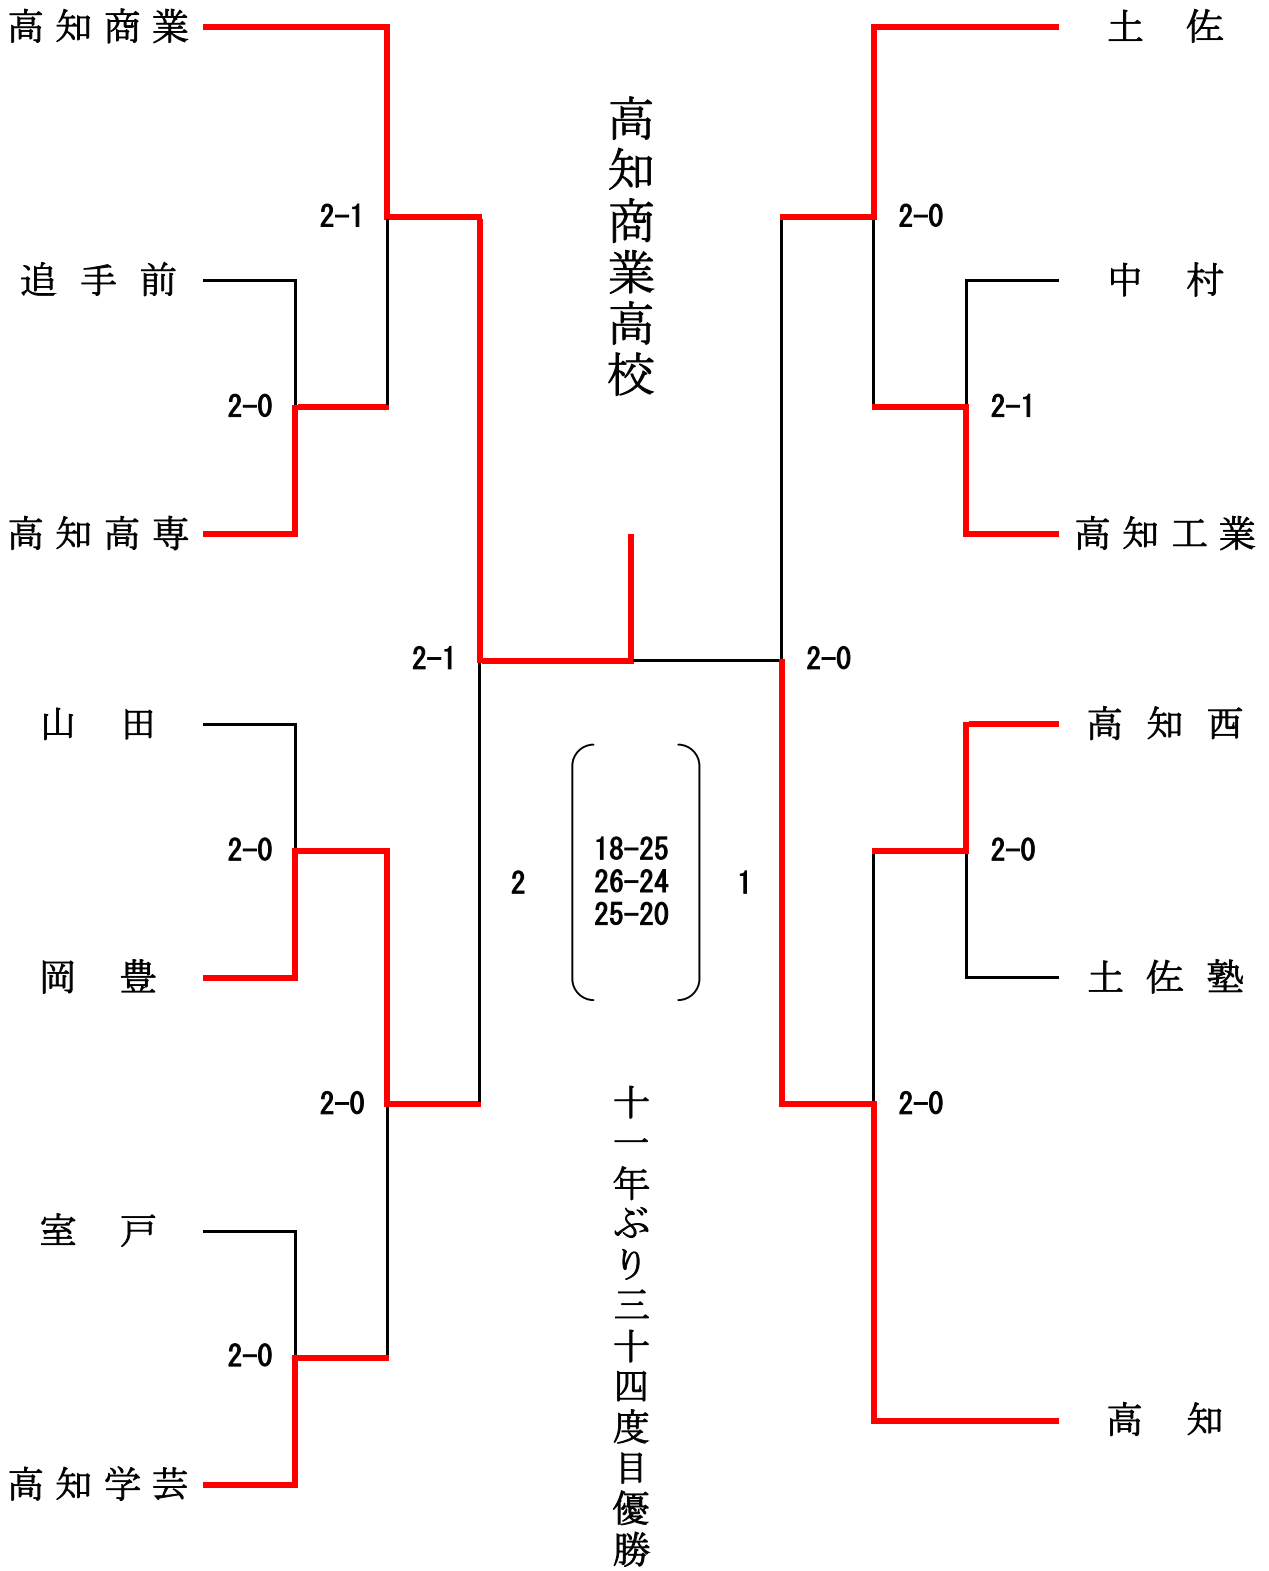 高知商業
追手前
高知高専
山田
岡豊
室戸
高知学芸
2-1
2-0
2-1
2-0
2-0
2-0
高知商業高校
2
18-25
26-24
25-20
1
十一年ぶり三十四度目優勝
2-0
2-1
2-0
2-0
2-0
土佐
中村
高知工業
高知西
土佐塾
高知